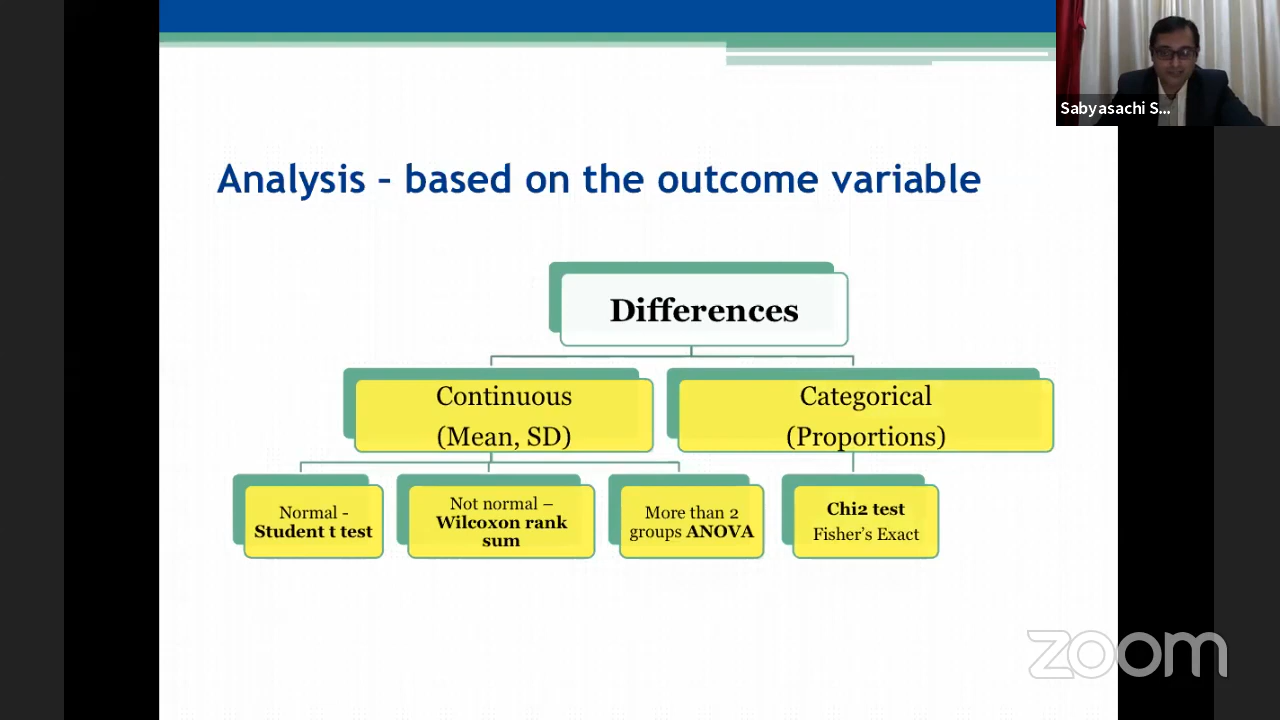 Sabyasachi S...
Analysis – based on the outcome variable
Differences
Continuous
(Mean, SD)
Categorical
(Proportions)
Normal -
Student t test
Not normal –
Wilcoxon rank
sum
More than 2
groups ANOVA
Chi2 test
Fisher's Exact
zoom